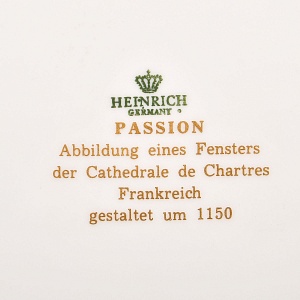 HEINRICH
GERMANY
PASSION
Abbildung eines Fensters
der Cathedrale de Chartres
Frankreich
gestaltet um 1150